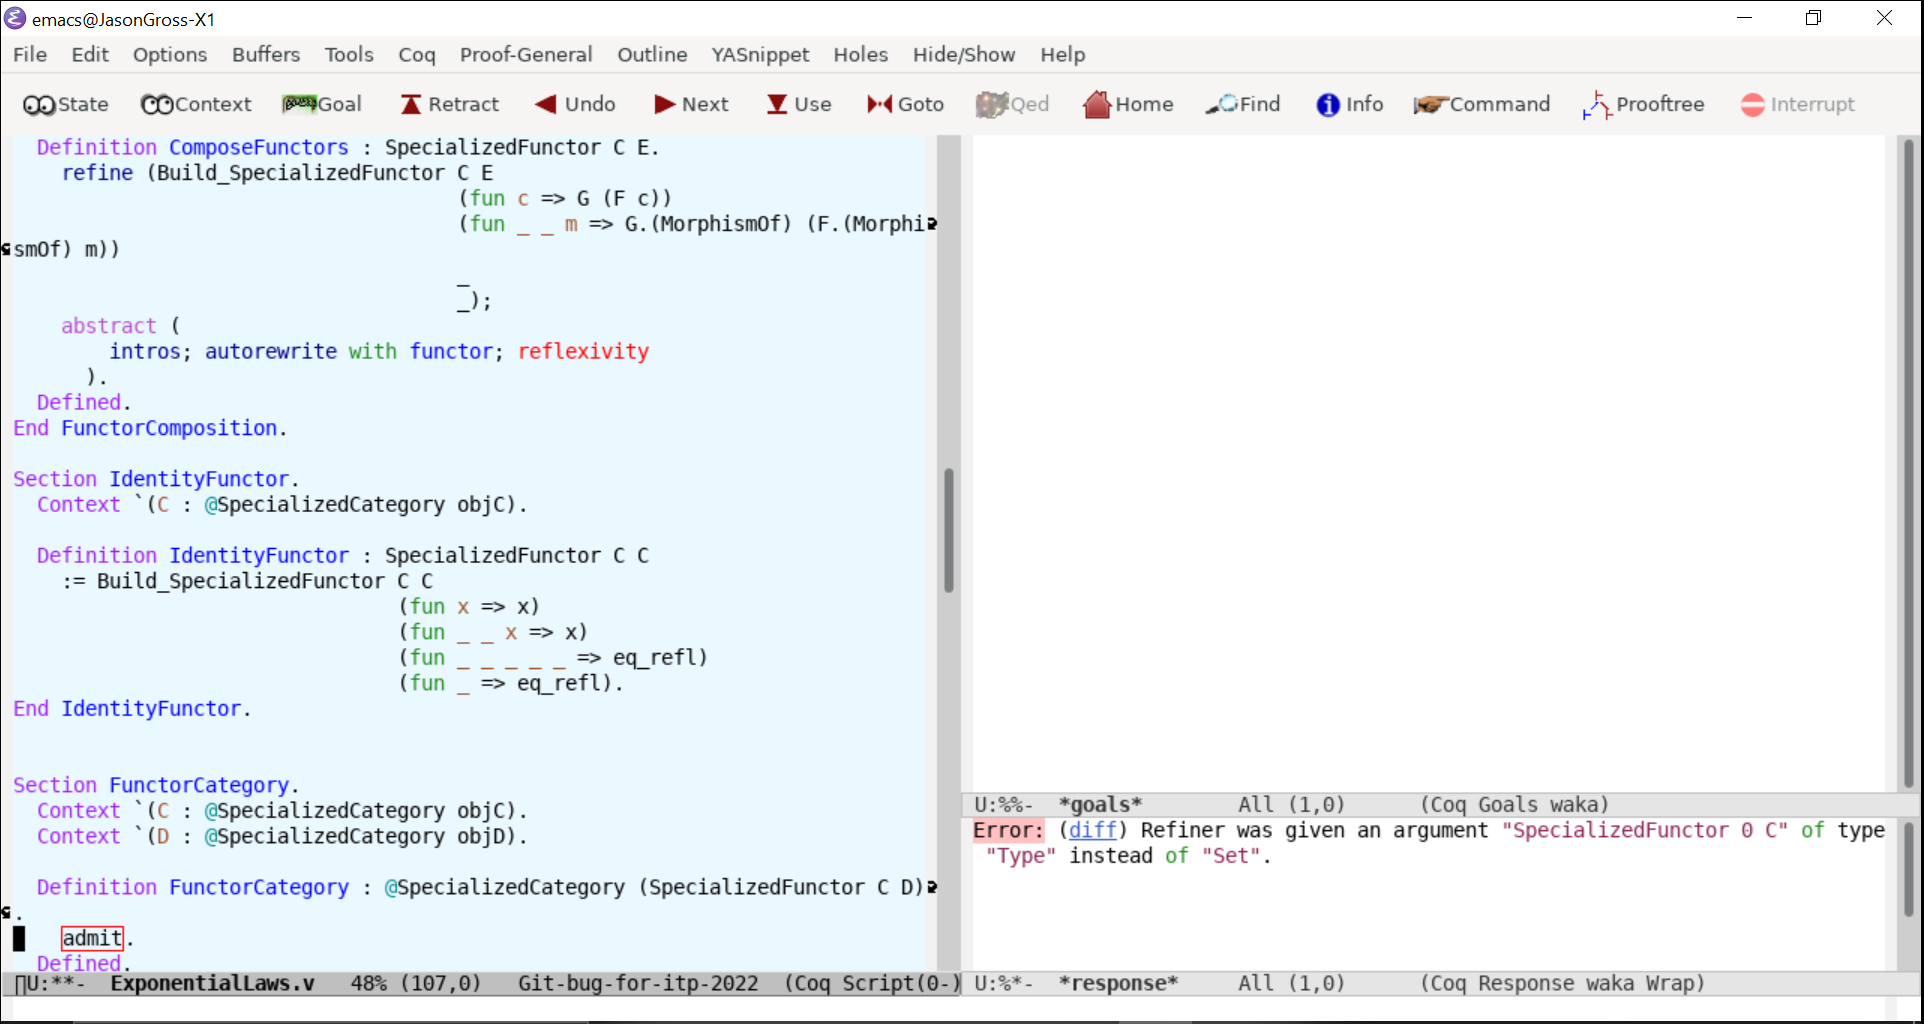 emacs@JasonGross-X1
File Edit Options Buffers Tools Coq Proof-General Outline YASnippet Holes Hide/Show Help
State Context Goal Retract Undo Next Use Goto Qed Home Find Info Command Prooftree Interrupt
  Definition ComposeFunctors : SpecializedFunctor C E.
    refine (Build_SpecializedFunctor C E
                                     (fun c => G (F c))
                                     (fun _ _ m => G.(MorphismOf) (F.(Morphi
smOf) m))
                                     _
                                     _);
    abstract (
        intros; autorewrite with functor; reflexivity
      ).
  Defined.
End FunctorComposition.
Section IdentityFunctor.
  Context `(C : @SpecializedCategory objC).
  Definition IdentityFunctor : SpecializedFunctor C C
    := Build_SpecializedFunctor C C
                                (fun x => x)
                                (fun _ _ x => x)
                                (fun _ _ _ _ _ => eq_refl)
                                (fun _ => eq_refl).
End IdentityFunctor.
Section FunctorCategory.
  Context `(C : @SpecializedCategory objC).
  Context `(D : @SpecializedCategory objD).
  Definition FunctorCategory : @SpecializedCategory (SpecializedFunctor C D)
.
    admit.
  Defined.
U:**-  ExponentialLaws.v   48% (107,0)   Git-bug-for-itp-2022  (Coq Script(0-)
U:%%-  *goals*        All (1,0)      (Coq Goals waka)
Error: (diff) Refiner was given an argument "SpecializedFunctor 0 C" of type
 "Type" instead of "Set".
U:%*-  *response*     All (1,0)      (Coq Response waka Wrap)